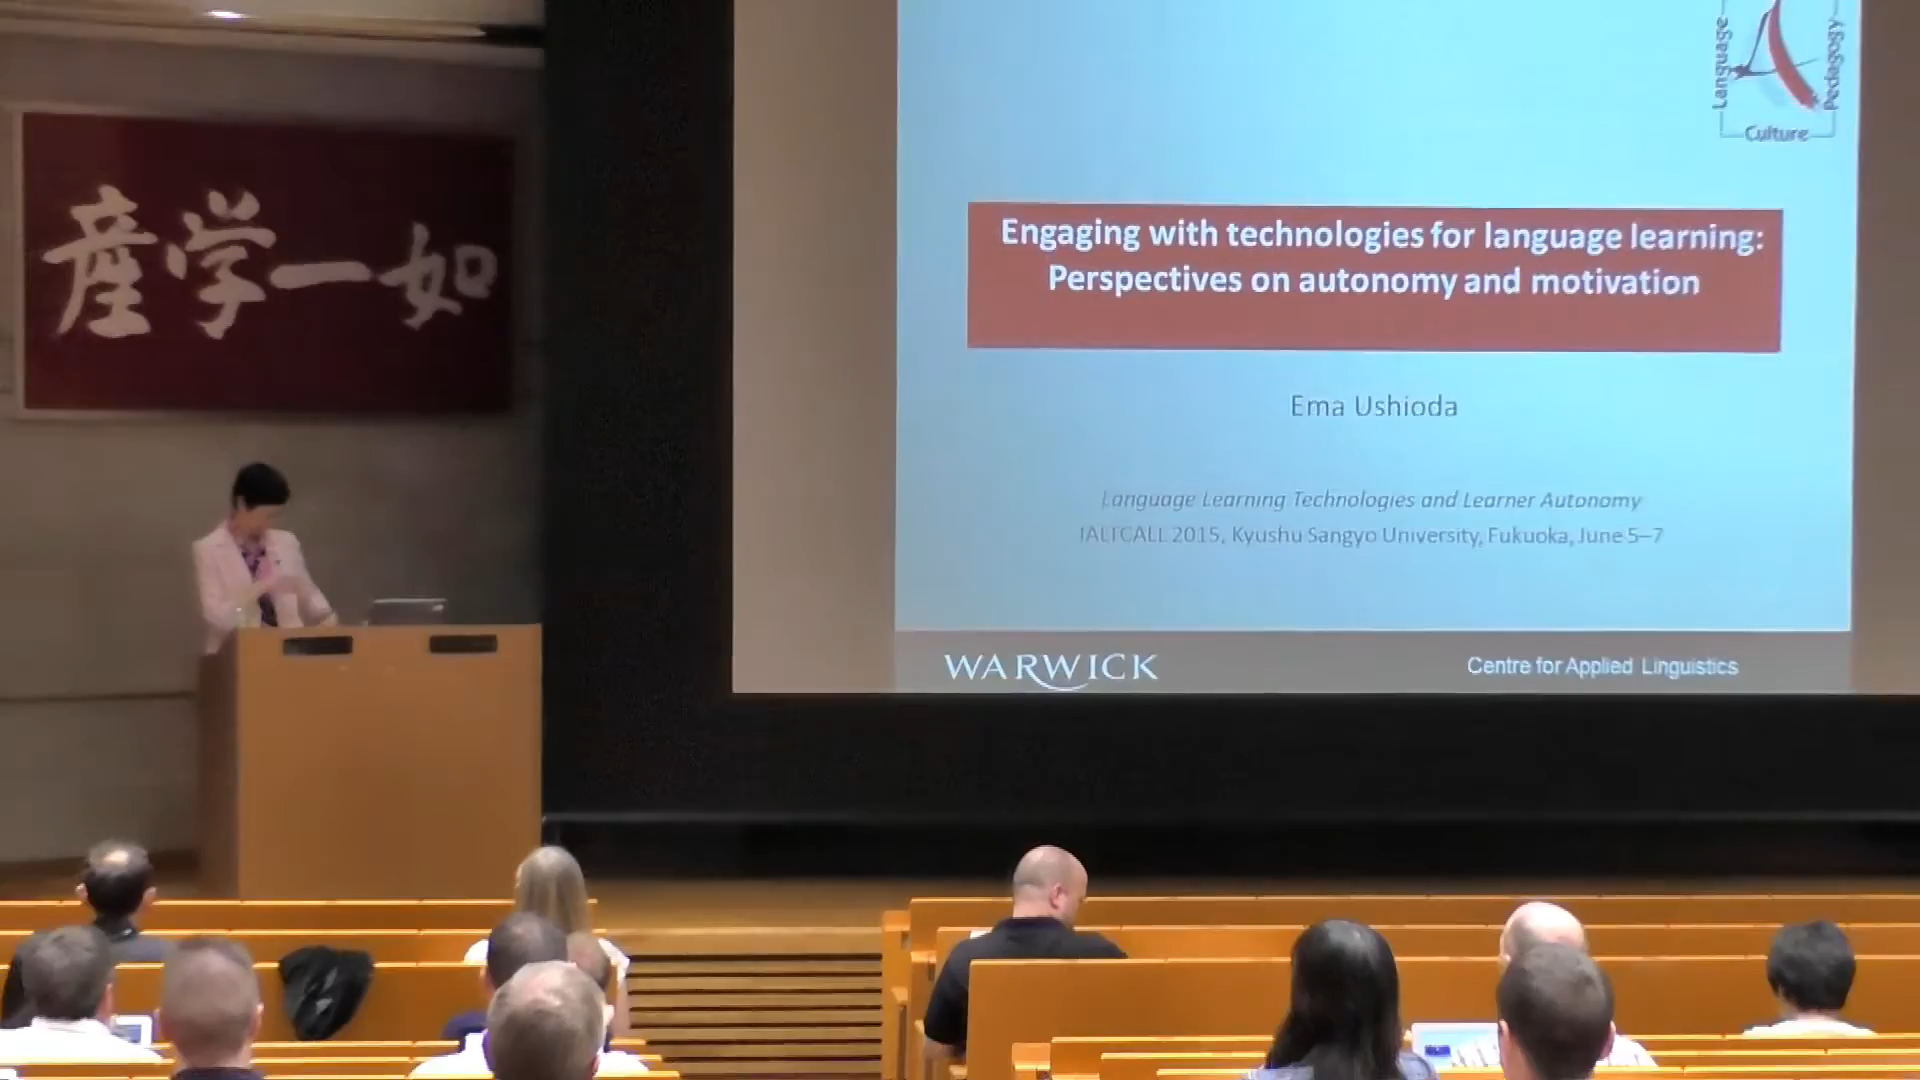 産学一如
Language
Pedagogy
Culture
Engaging with technologies for language learning:
Perspectives on autonomy and motivation
Ema Ushioda
Language Learning Technologies and Learner Autonomy
JALTCALL 2015, Kyushu Sangyo University, Fukuoka, June 5–7
WARWICK
Centre for Applied Linguistics